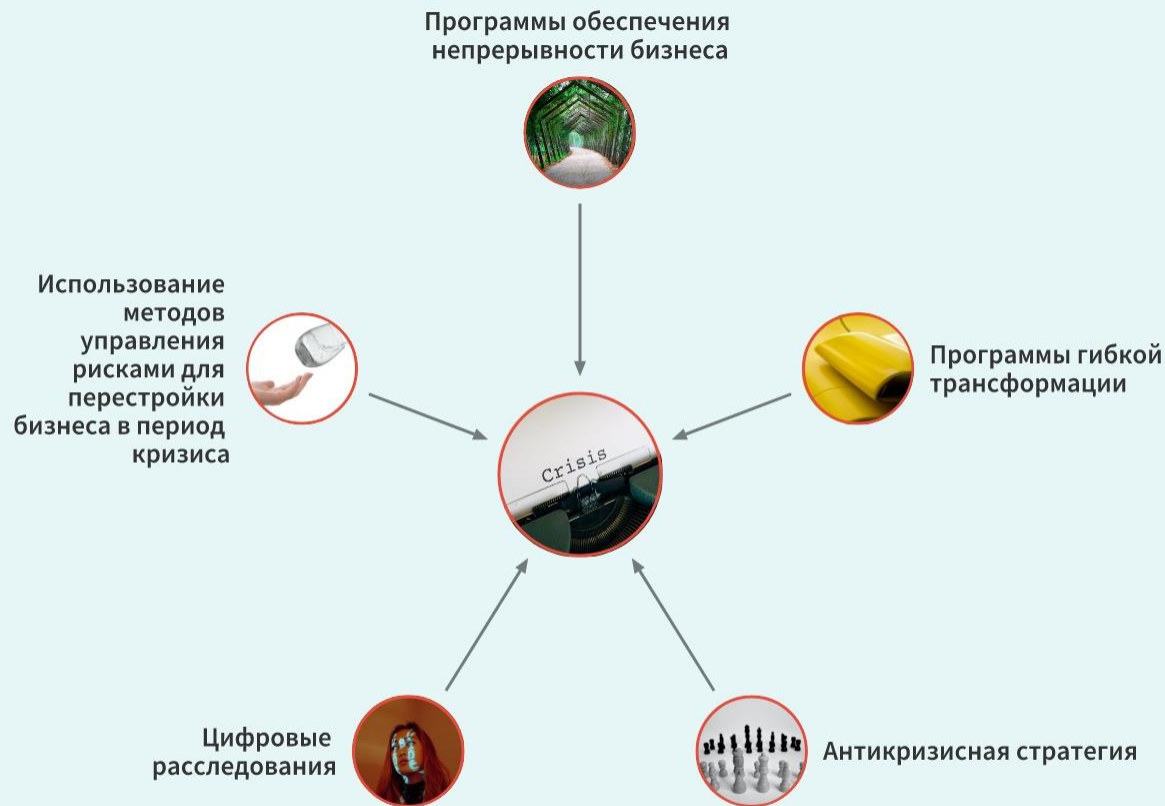 Программы обеспечения
непрерывности бизнеса
Использование
методов
управления
рисками для
перестройки
бизнеса в период
кризиса
Программы гибкой
трансформации
Crisis
Цифровые
расследования
Антикризисная стратегия